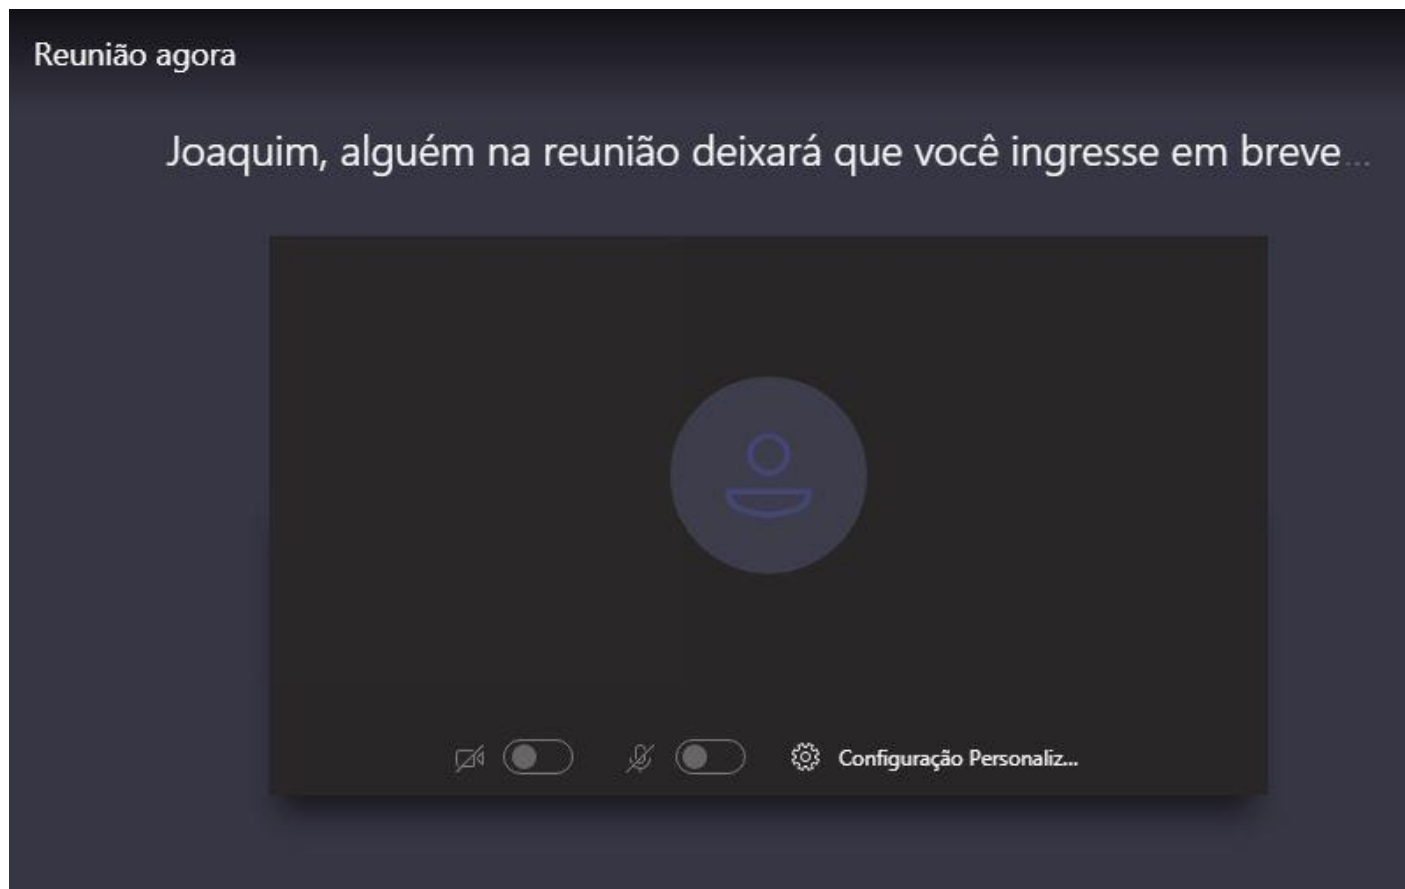 Reunião agora
Joaquim, alguém na reunião deixará que você ingresse em breve...
Configuração Personaliz...